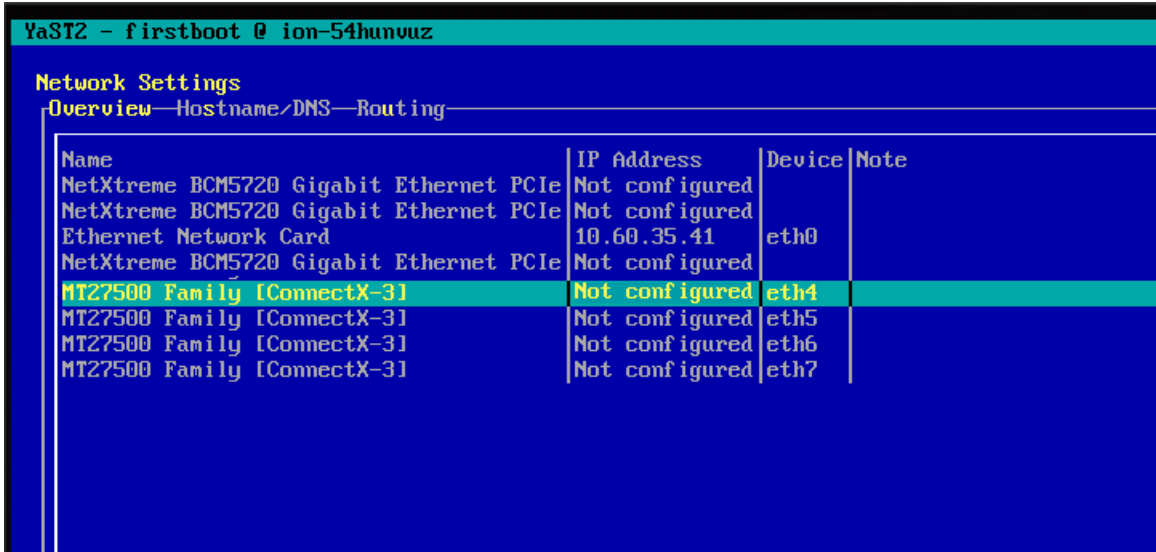 YaST2 - firstboot @ ion-54hunvuz
Network Settings
Overview Hostname/DNS Routing
Name IP Address Device Note
NetXtreme BCM5720 Gigabit Ethernet PCIe Not configured
NetXtreme BCM5720 Gigabit Ethernet PCIe Not configured
Ethernet Network Card 10.60.35.41 eth0
NetXtreme BCM5720 Gigabit Ethernet PCIe Not configured
MT27500 Family [ConnectX-3] Not configured eth4
MT27500 Family [ConnectX-3] Not configured eth5
MT27500 Family [ConnectX-3] Not configured eth6
MT27500 Family [ConnectX-3] Not configured eth7